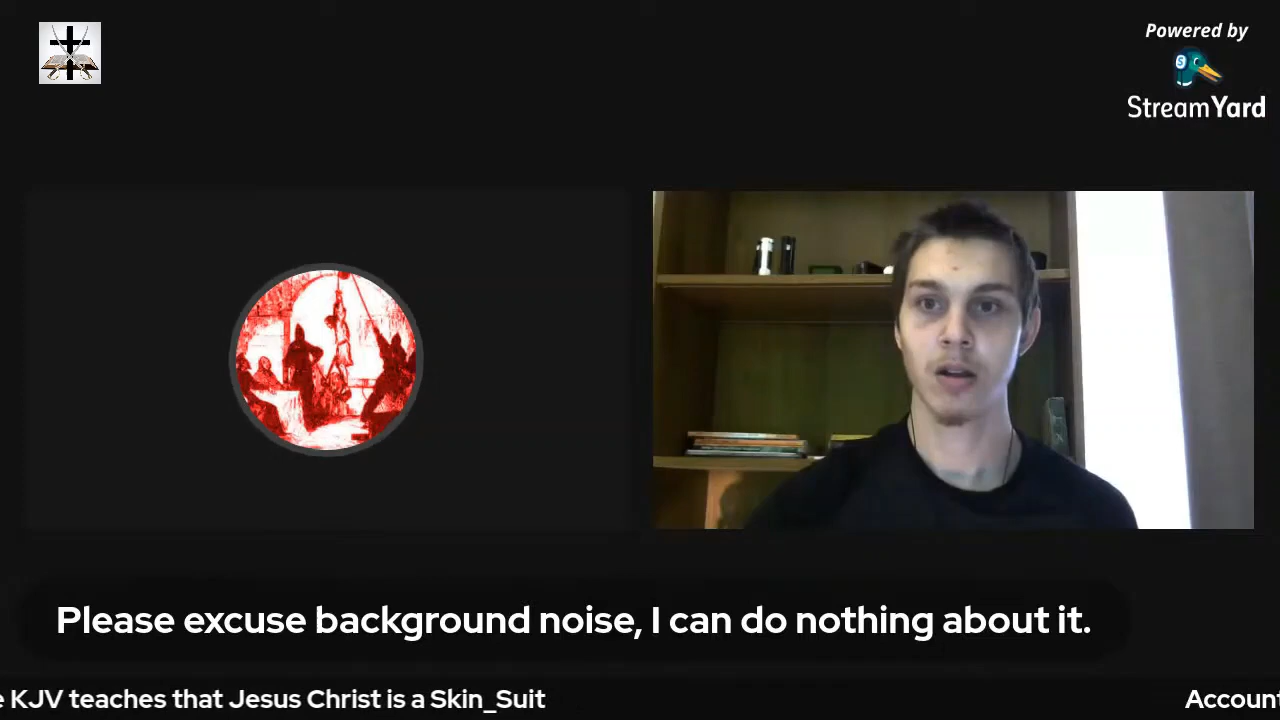 Powered by
StreamYard
Please excuse background noise, I can do nothing about it.
KJV teaches that Jesus Christ is a Skin_Suit